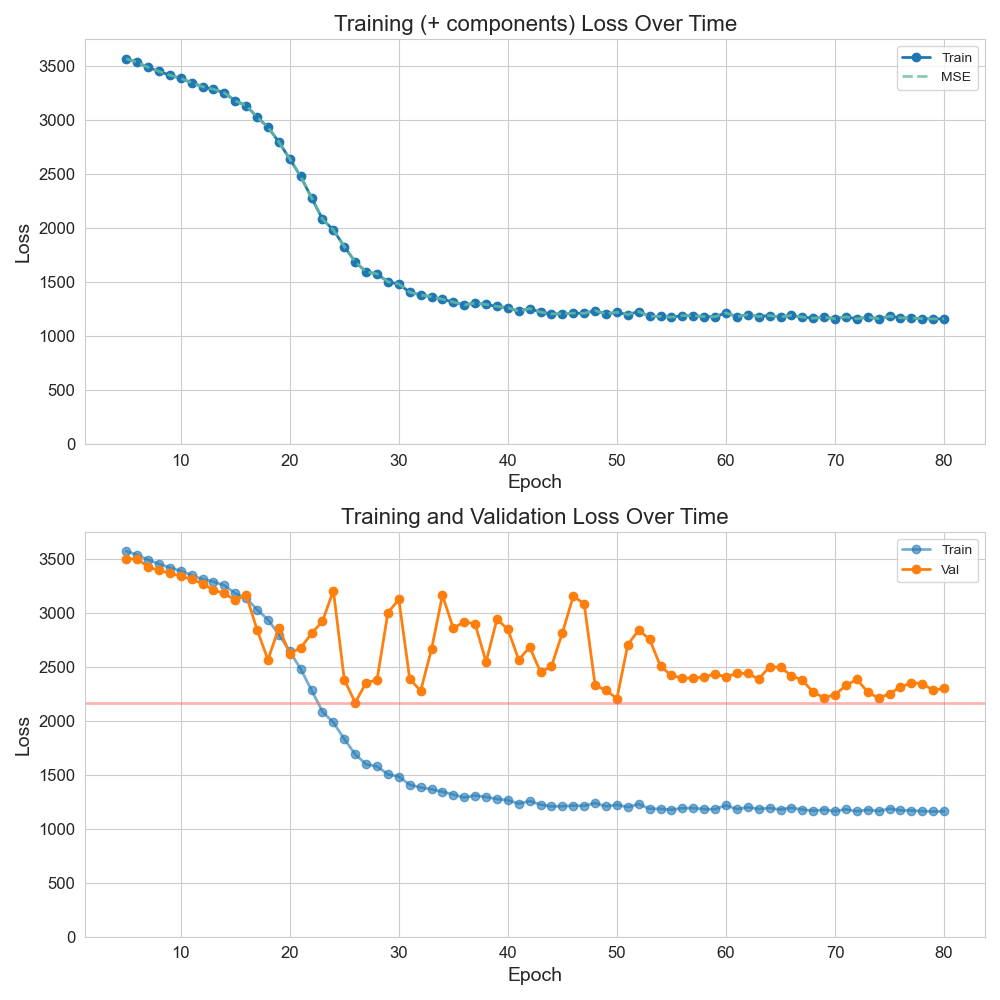 Training (+ components) Loss Over Time
Train
MSE
3500
3000
2500
2000
1500
1000
500
0
Loss
10 20 30 40 50 60 70 80
Epoch
Training and Validation Loss Over Time
Train
Val
3500
3000
2500
2000
1500
1000
500
0
Loss
10 20 30 40 50 60 70 80
Epoch